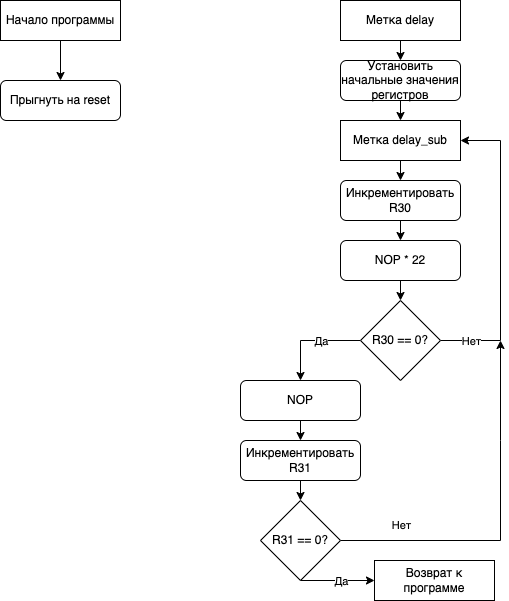 Начало программы
Прыгнуть на reset
Метка delay
Установить
начальные значения
регистров
Метка delay_sub
Инкрементировать
R30
NOP * 22
R30 == 0?
Да
Нет
NOP
Инкрементировать
R31
R31 == 0?
Нет
Да
Возврат к
программе